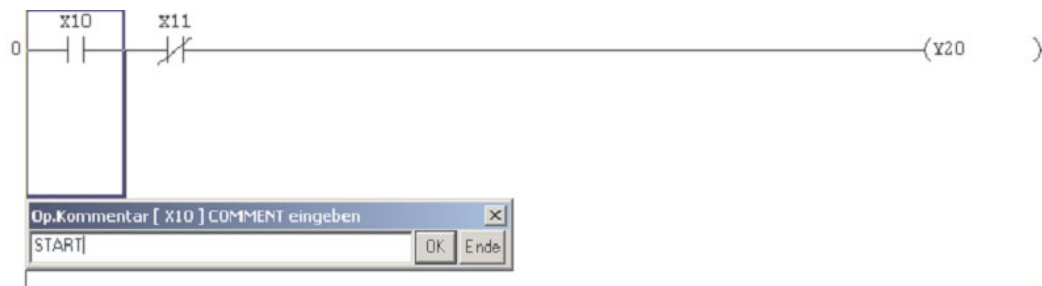 X10 X11
0 (Y20 )
Op.Kommentar [ X10 ] COMMENT eingeben
START OK Ende